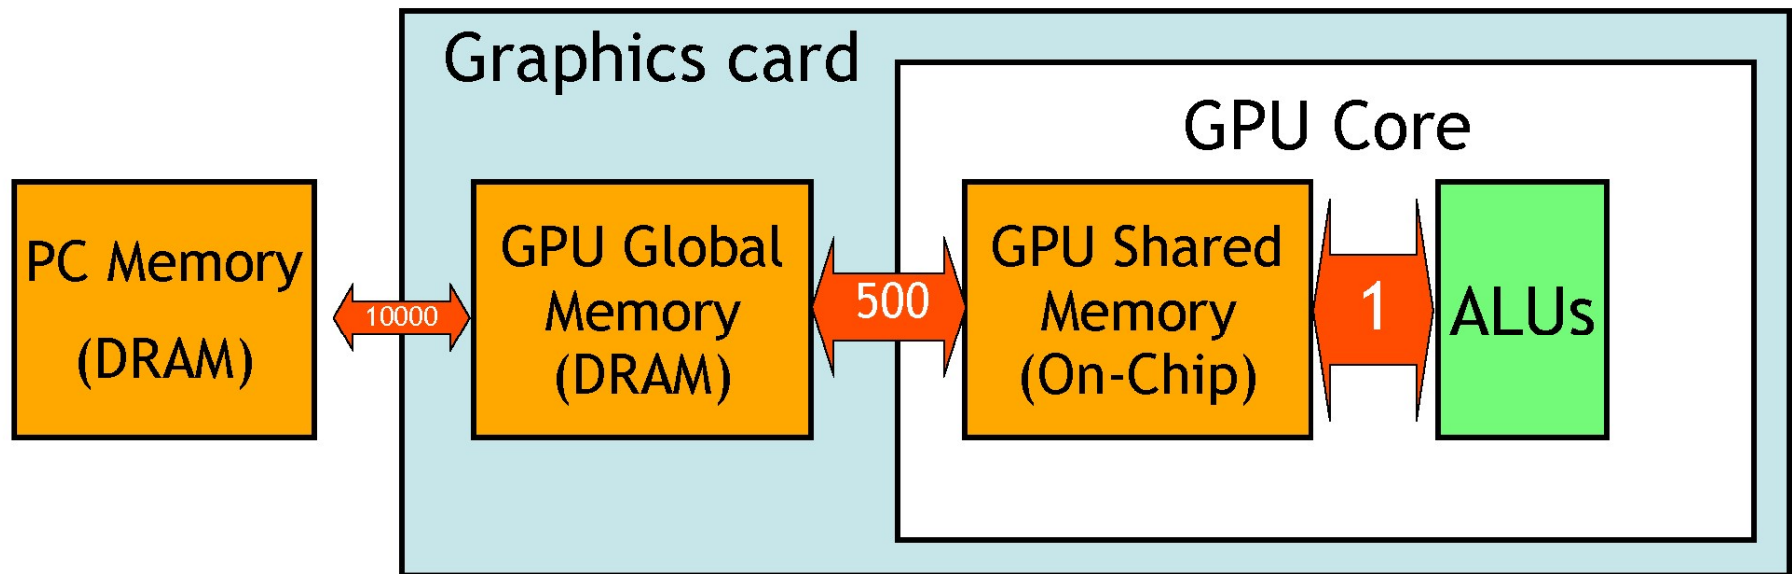 Graphics card
GPU Core
PC Memory
(DRAM)
10000
GPU Global
Memory
(DRAM)
500
GPU Shared
Memory
(On-Chip)
1
ALUs